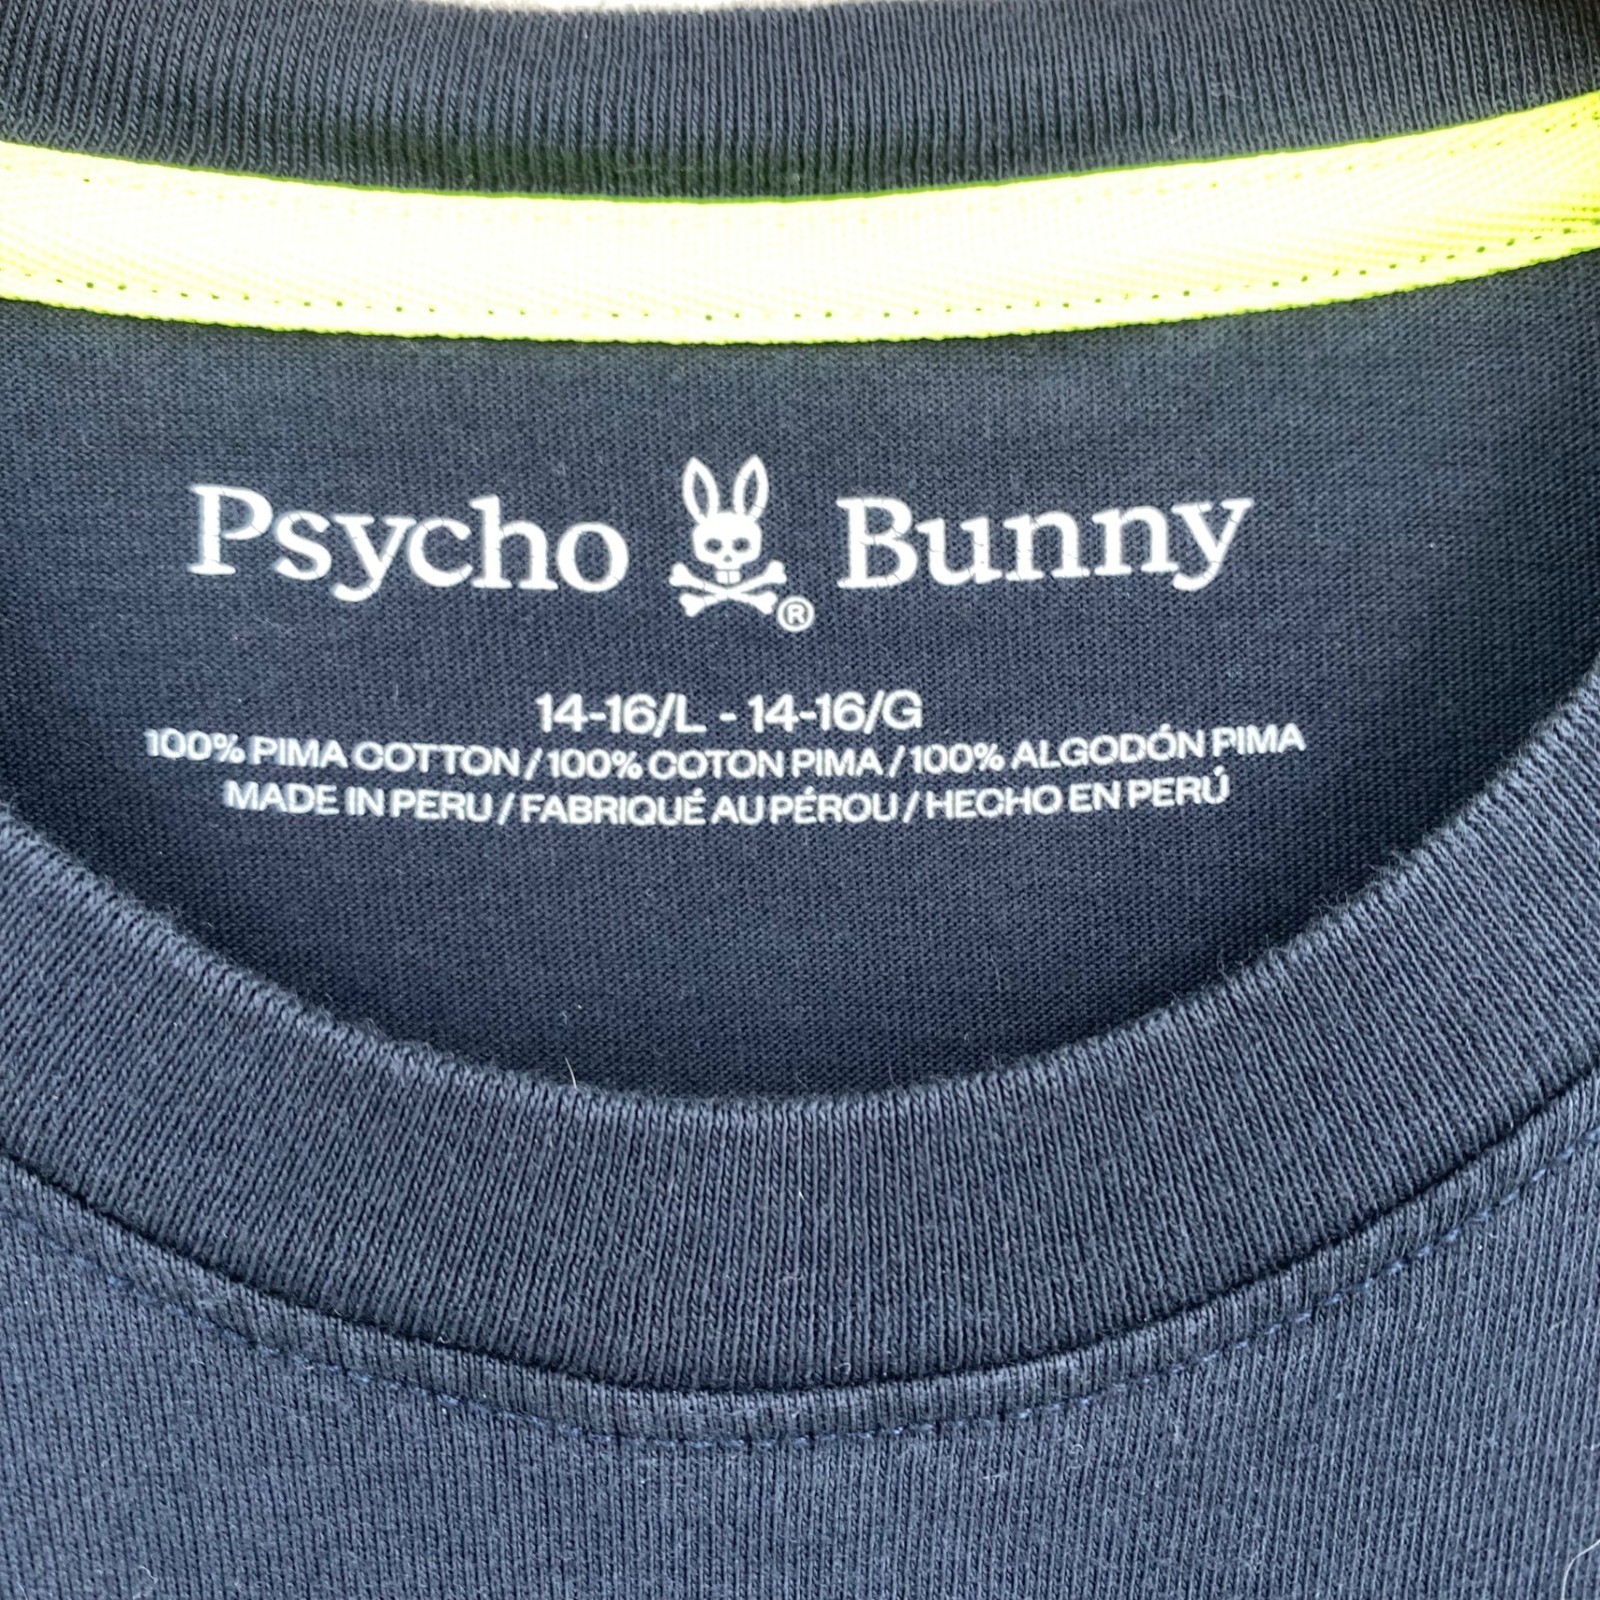 Psycho Bunny
®
14-16/L - 14-16/G
100% PIMA COTTON / 100% COTON PIMA / 100% ALGODÓN PIMA
MADE IN PERU / FABRIQUÉ AU PÉROU / HECHO EN PERÚ